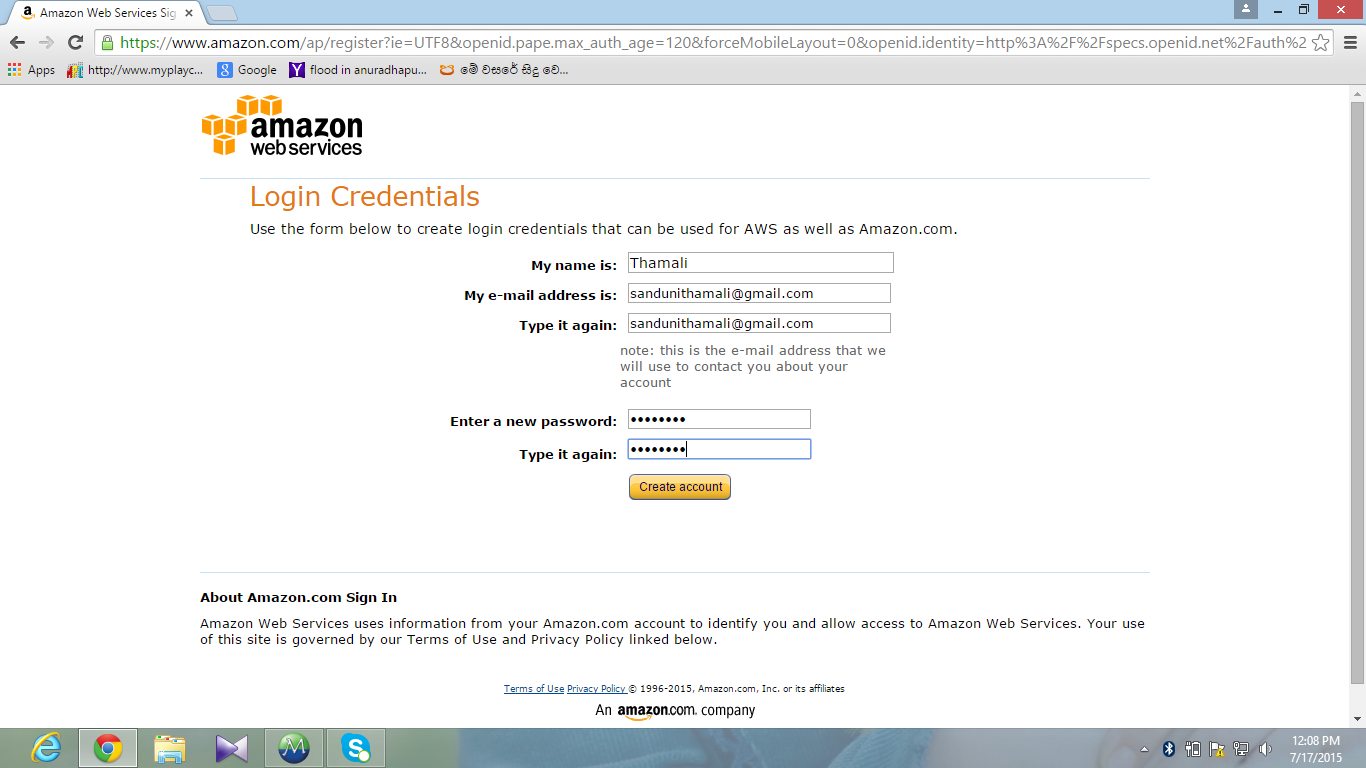 Amazon Web Services Sig
https://www.amazon.com/ap/register?ie=UTF8&openid.pape.max_auth_age=120&forceMobileLayout=0&openid.identity=http%3A%2F%2Fspecs.openid.net%2Fauth%2
Apps http://www.myplayc... Google flood in anuradhapu... මේ වසරේ සිදු වෙ...
amazon
web services
Login Credentials
Use the form below to create login credentials that can be used for AWS as well as Amazon.com.
My name is: Thamali
My e-mail address is: sandunithamali@gmail.com
Type it again: sandunithamali@gmail.com
note: this is the e-mail address that we
will use to contact you about your
account
Enter a new password: ••••••••
Type it again: ••••••••
Create account
About Amazon.com Sign In
Amazon Web Services uses information from your Amazon.com account to identify you and allow access to Amazon Web Services. Your use
of this site is governed by our Terms of Use and Privacy Policy linked below.
Terms of Use Privacy Policy © 1996-2015, Amazon.com, Inc. or its affiliates
An amazon.com. company
12:08 PM
7/17/2015